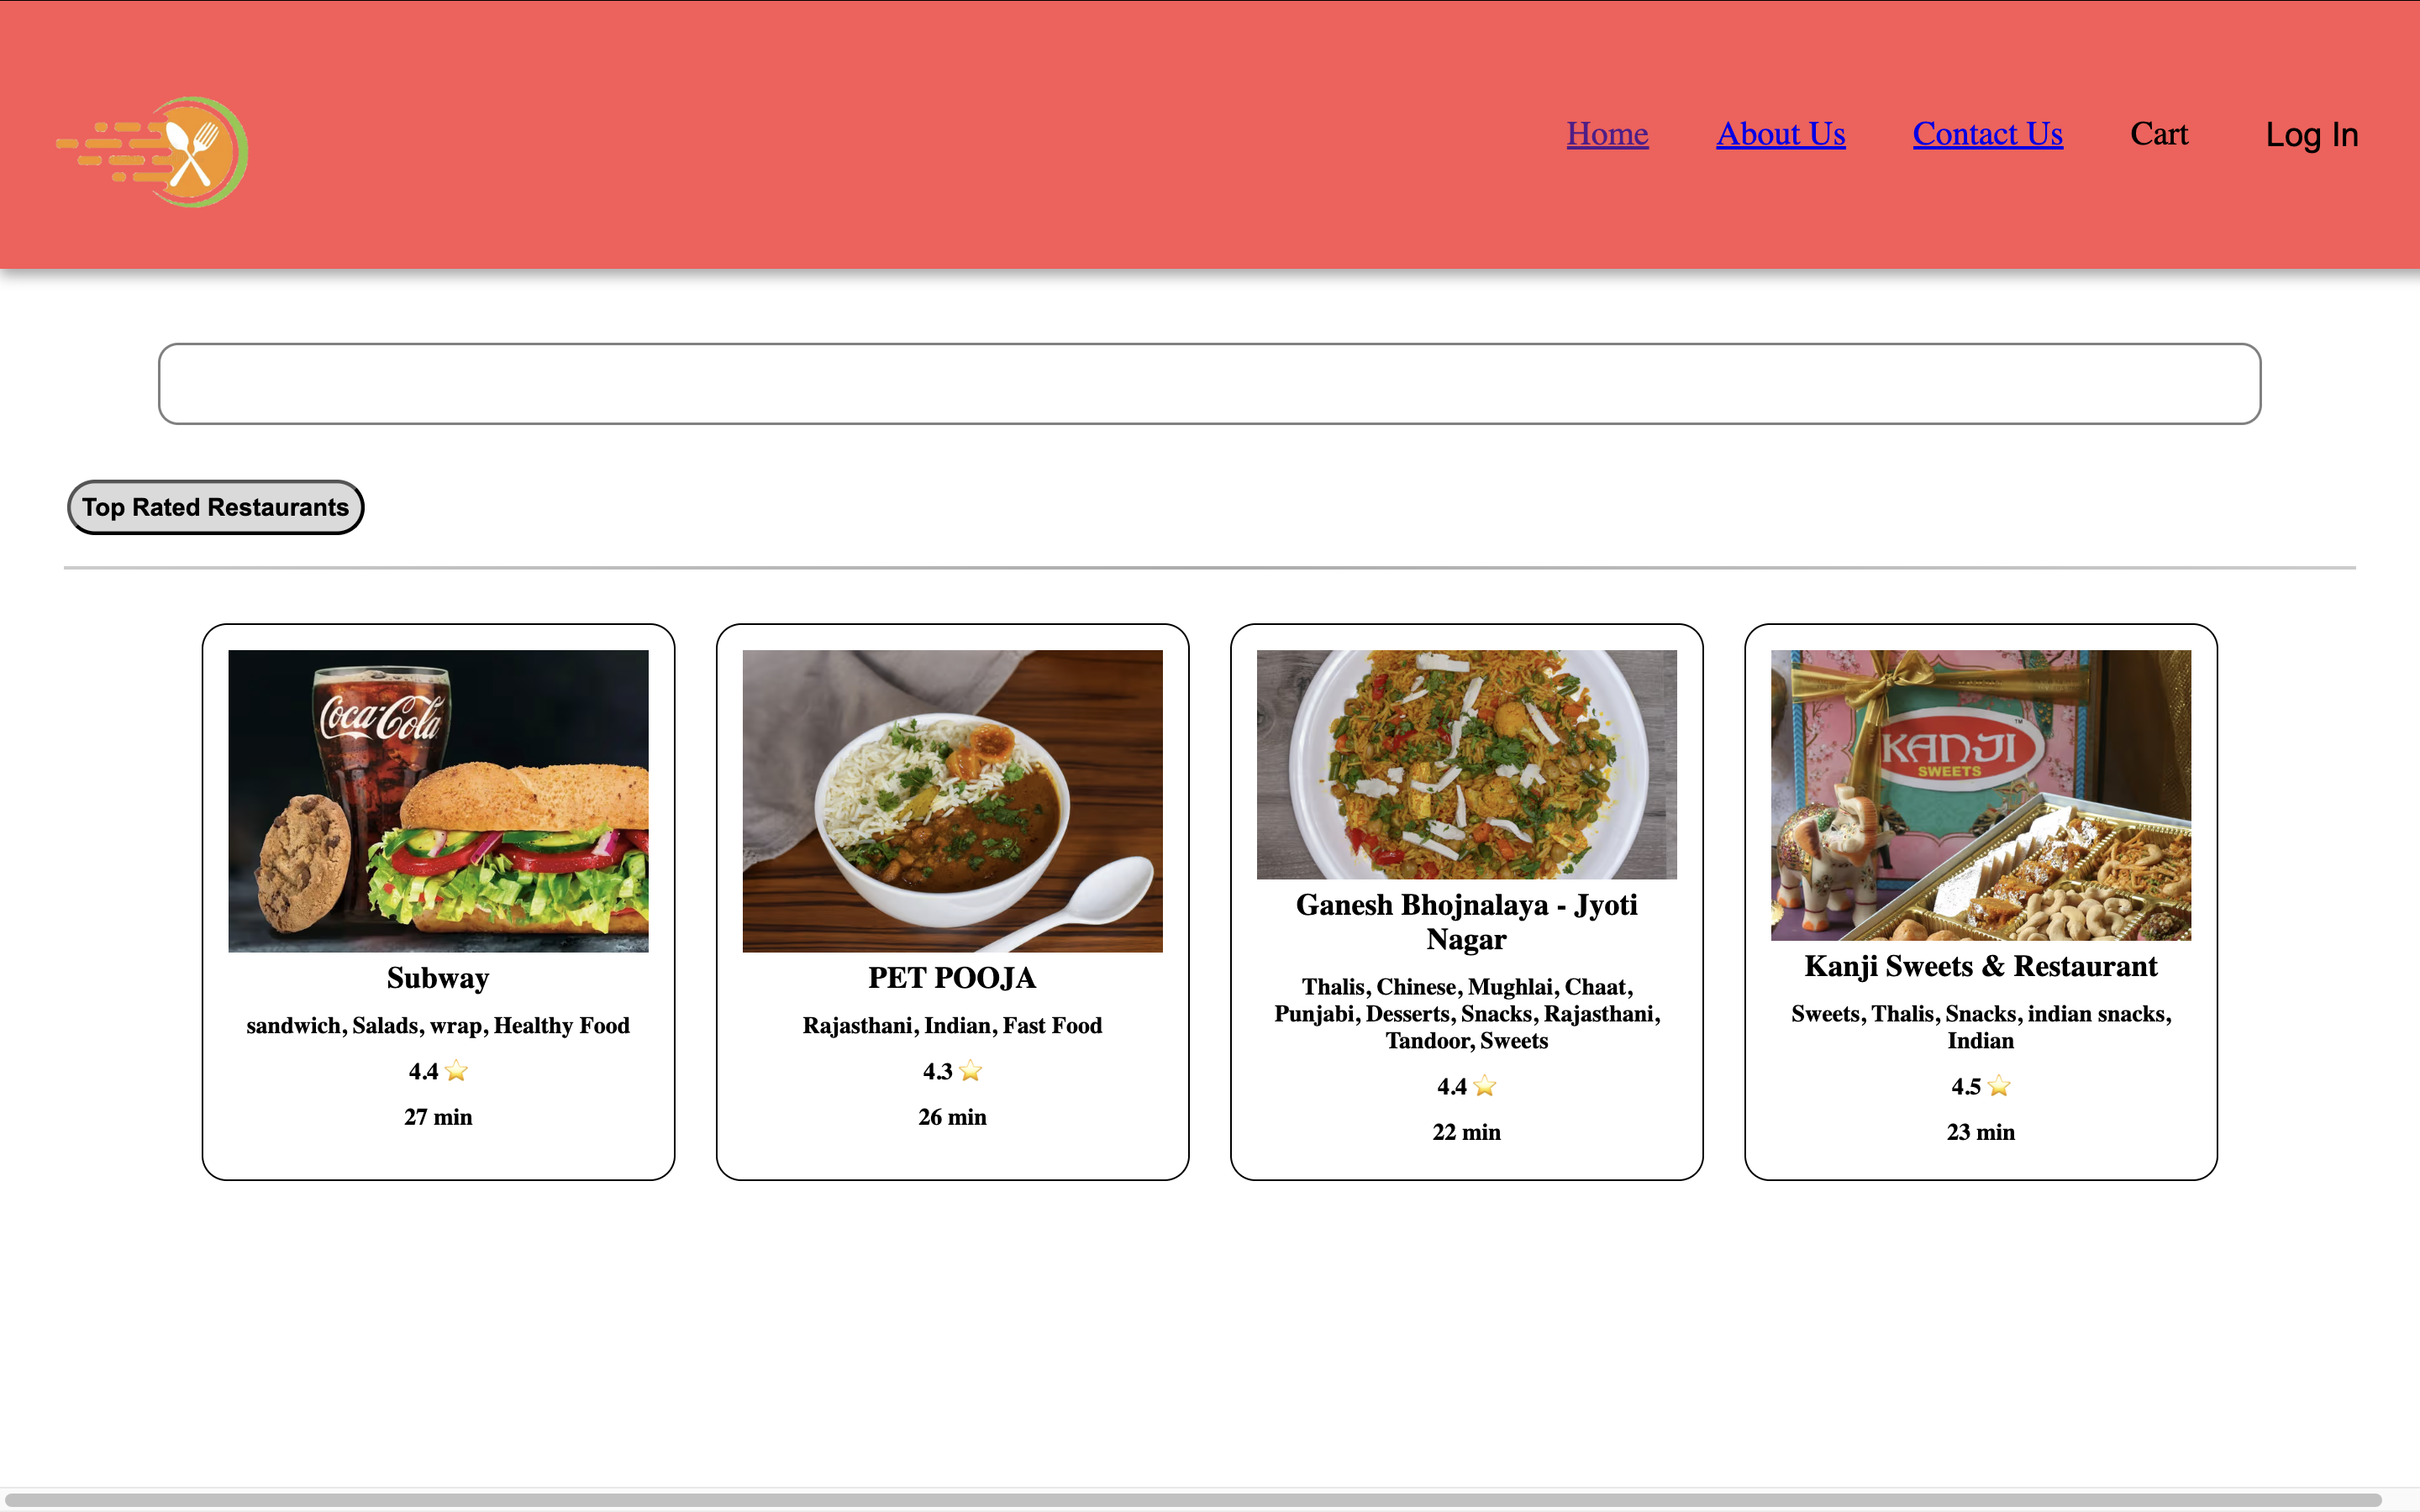 Home About Us Contact Us Cart Log In
Top Rated Restaurants
Coca-Cola
Subway
sandwich, Salads, wrap, Healthy Food
4.4 ⭐
27 min
PET POOJA
Rajasthani, Indian, Fast Food
4.3 ⭐
26 min
Ganesh Bhojnalaya - Jyoti
Nagar
Thalis, Chinese, Mughlai, Chaat,
Punjabi, Desserts, Snacks, Rajasthani,
Tandoor, Sweets
4.4 ⭐
22 min
KANJI
™
SWEETS
Kanji Sweets & Restaurant
Sweets, Thalis, Snacks, indian snacks,
Indian
4.5 ⭐
23 min